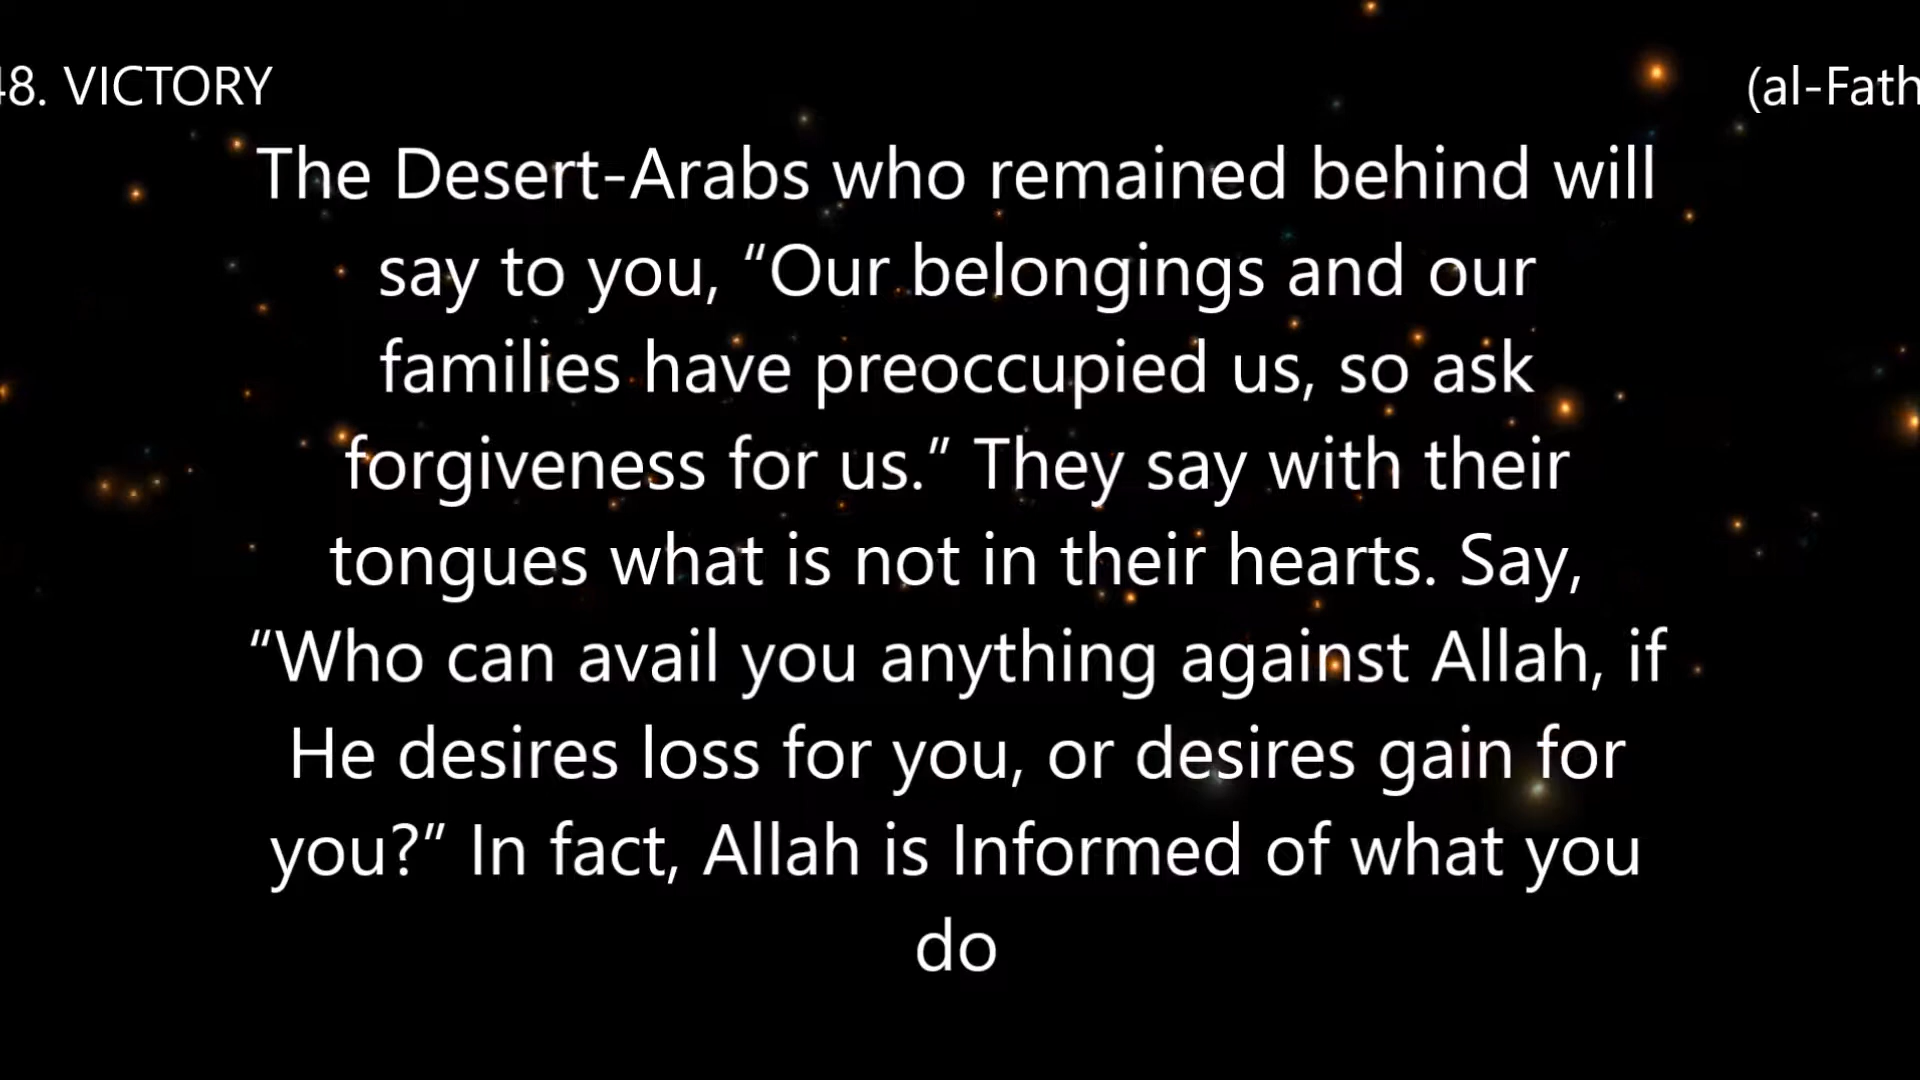 48. VICTORY (al-Fath
The Desert-Arabs who remained behind will
say to you, “Our belongings and our
families have preoccupied us, so ask
forgiveness for us.” They say with their
tongues what is not in their hearts. Say,
“Who can avail you anything against Allah, if
He desires loss for you, or desires gain for
you?” In fact, Allah is Informed of what you
do